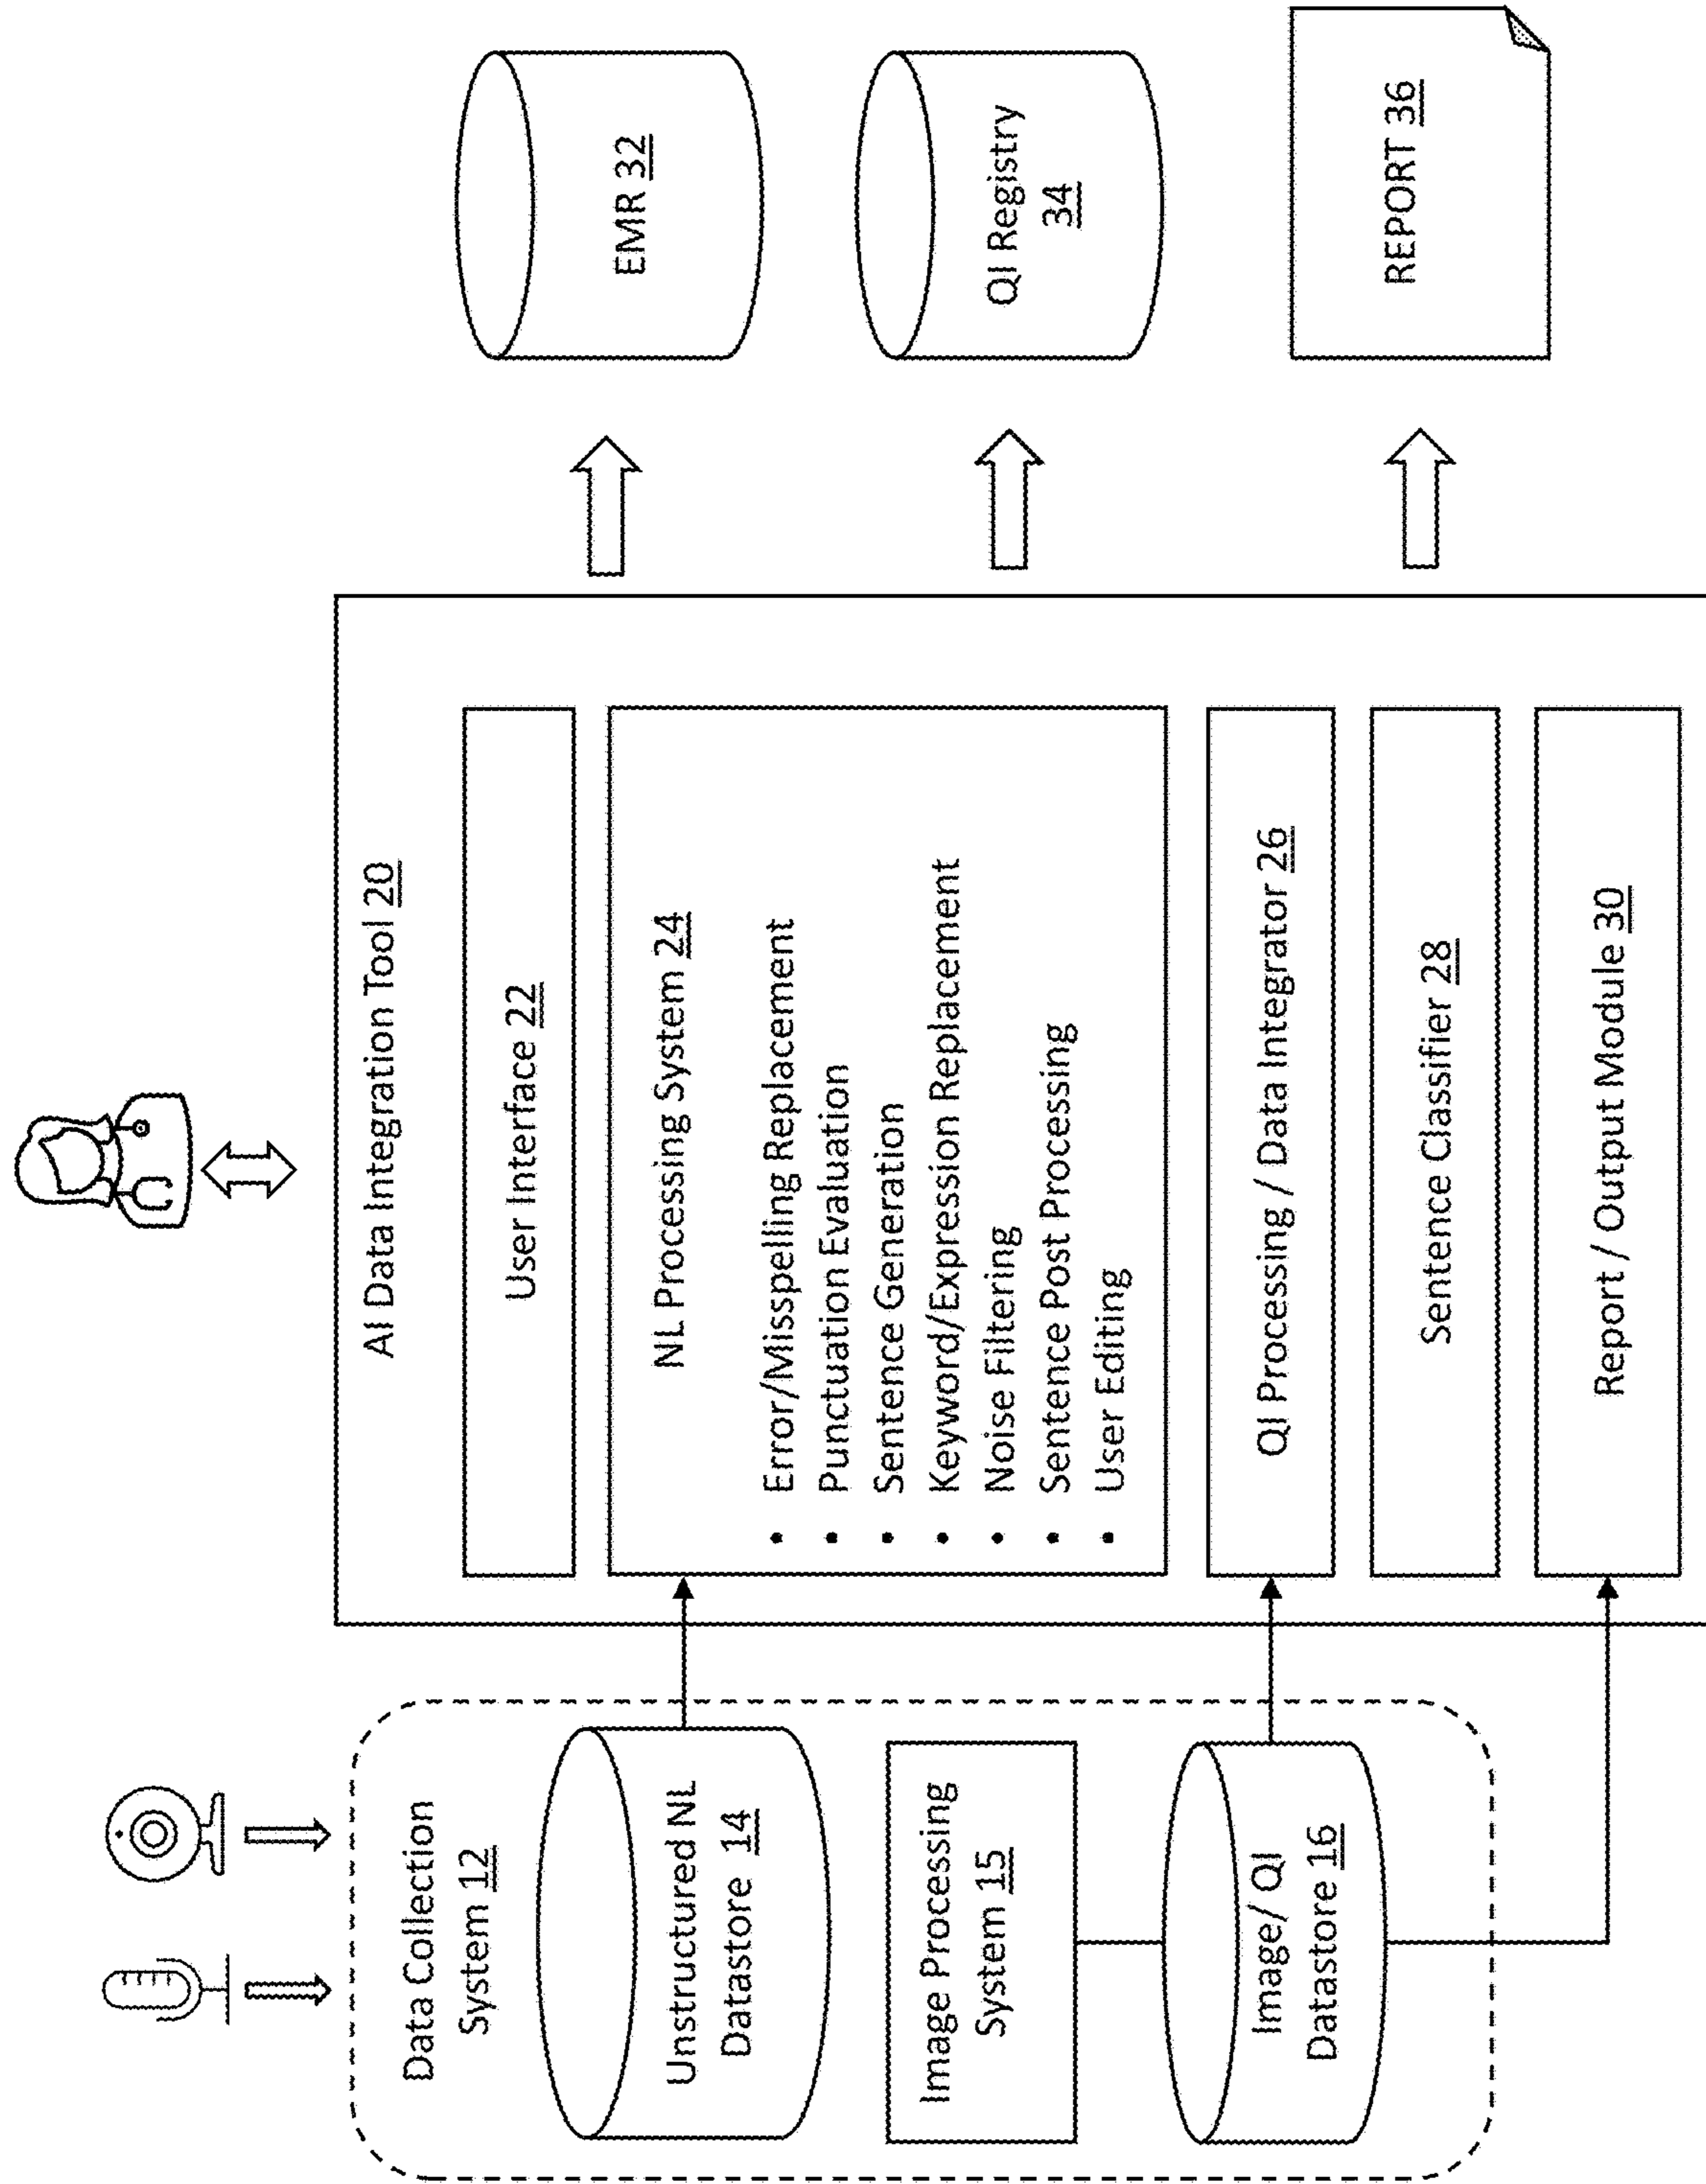 Data Collection
System 12
Unstructured NL
Datastore 14
Image Processing
System 15
Image/ QI
Datastore 16
AI Data Integration Tool 20
User Interface 22
NL Processing System 24
• Error/Misspelling Replacement
• Punctuation Evaluation
• Sentence Generation
• Keyword/Expression Replacement
• Noise Filtering
• Sentence Post Processing
• User Editing
QI Processing / Data Integrator 26
Sentence Classifier 28
Report / Output Module 30
EMR 32
QI Registry
34
REPORT 36